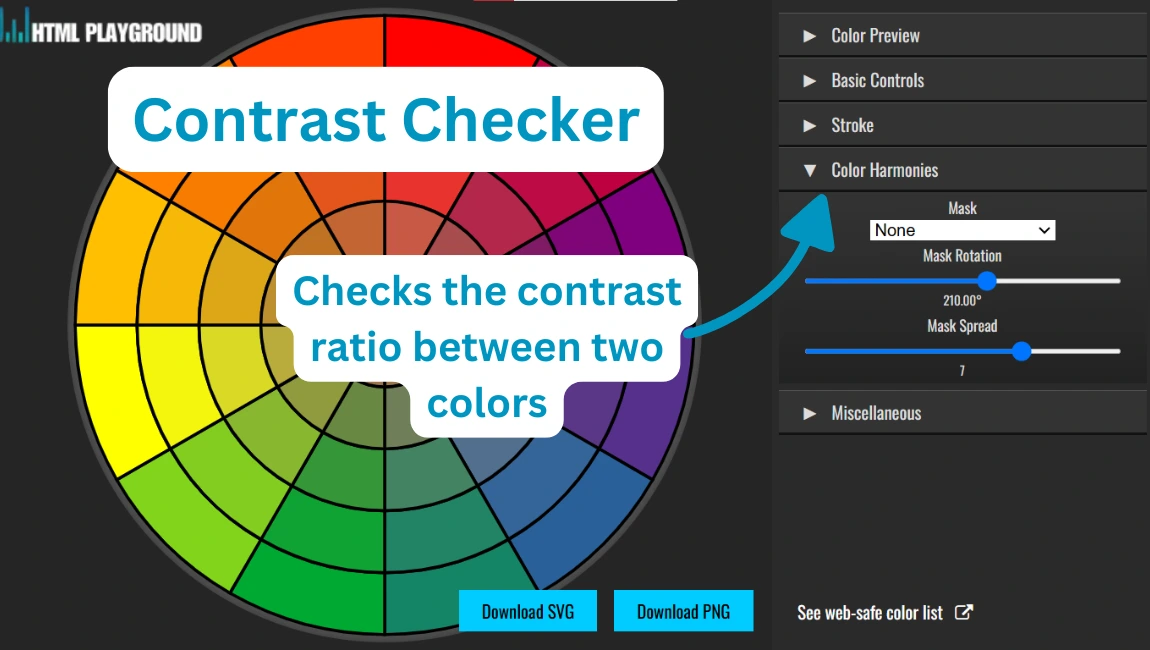 HTML PLAYGROUND
Contrast Checker
Checks the contrast
ratio between two
colors
Download SVG
Download PNG
▶ Color Preview
▶ Basic Controls
▶ Stroke
▼ Color Harmonies
Mask
None
Mask Rotation
210.00°
Mask Spread
7
▶ Miscellaneous
See web-safe color list